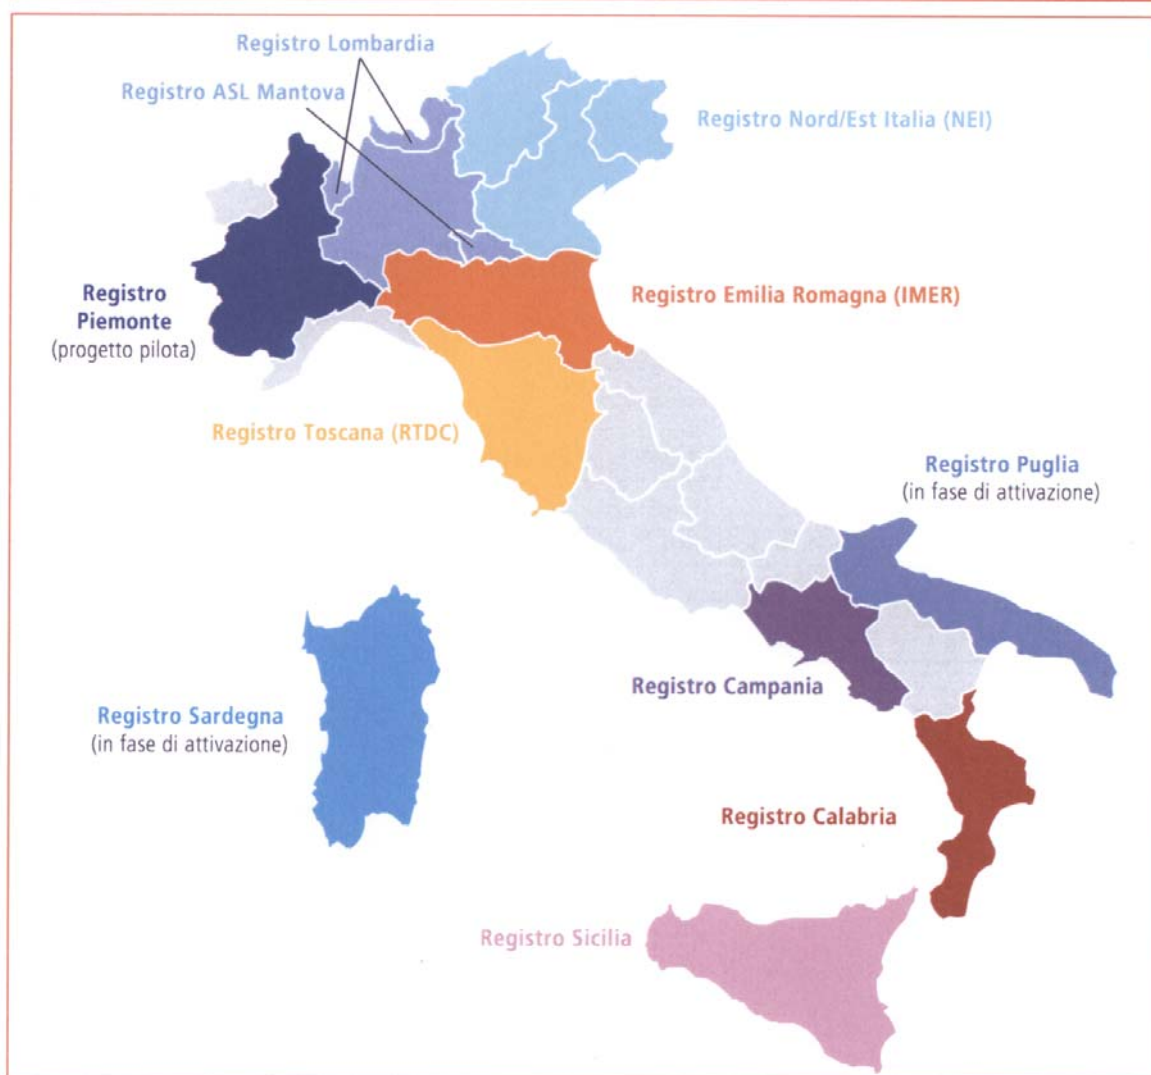 Registro Lombardia
Registro ASL Mantova
Registro Nord/Est Italia (NEI)
Registro
Piemonte
(progetto pilota)
Registro Emilia Romagna (IMER)
Registro Toscana (RTDC)
Registro Puglia
(in fase di attivazione)
Registro Campania
Registro Sardegna
(in fase di attivazione)
Registro Calabria
Registro Sicilia